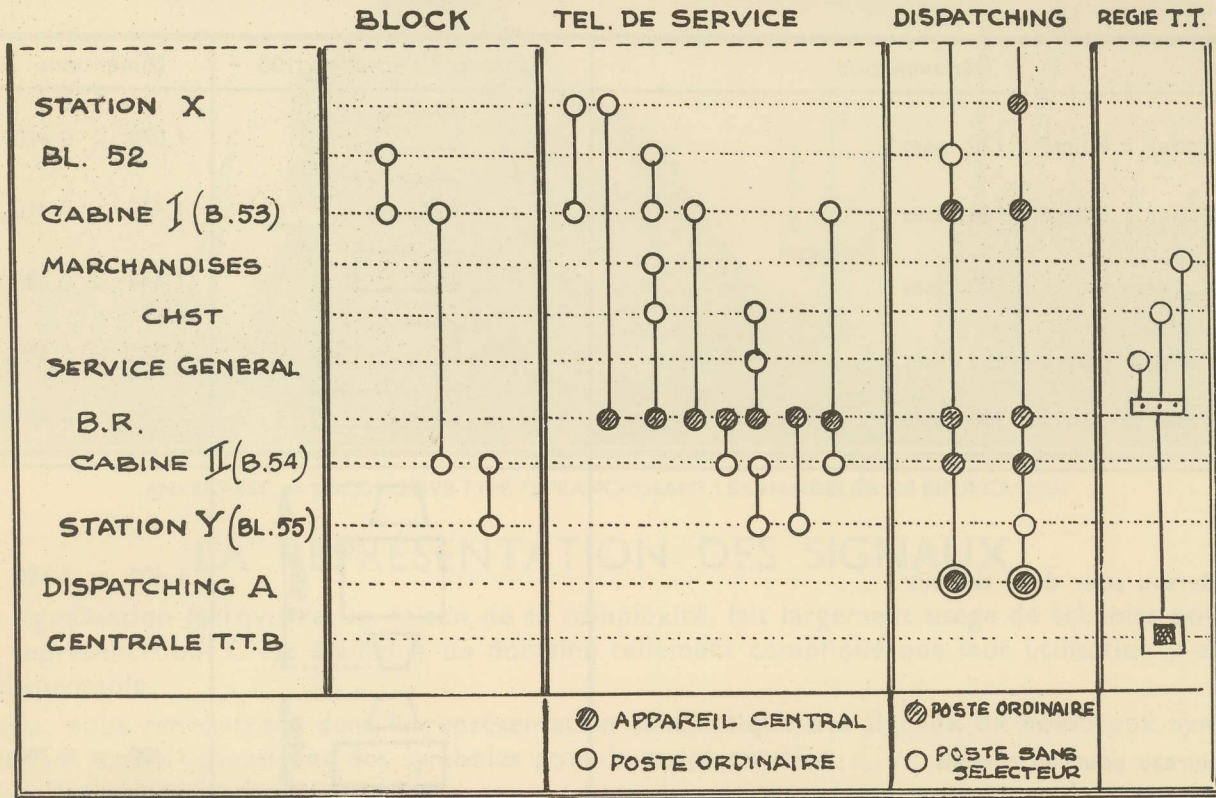 BLOCK
TEL. DE SERVICE
DISPATCHING
REGIE T.T.
STATION X
BL. 52
CABINE I (B.53)
MARCHANDISES
CHST
SERVICE GENERAL
B.R.
CABINE II (B.54)
STATION Y (BL.55)
DISPATCHING A
CENTRALE T.T.B
APPAREIL CENTRAL
POSTE ORDINAIRE
POSTE ORDINAIRE
POSTE SANS
SELECTEUR